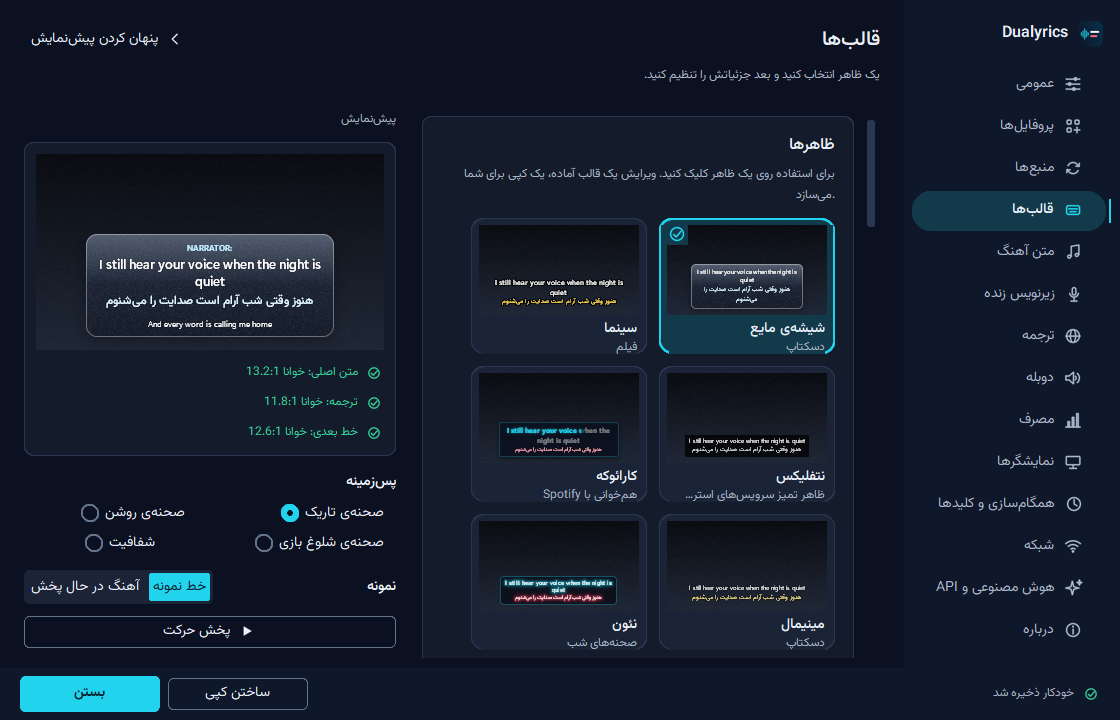 Dualyrics
عمومی
پروفایل‌ها
منبع‌ها
قالب‌ها
متن آهنگ
زیرنویس زنده
ترجمه
دوبله
مصرف
نمایشگرها
همگام‌سازی و کلیدها
شبکه
هوش مصنوعی و API
درباره
خودکار ذخیره شد
قالب‌ها
یک ظاهر انتخاب کنید و بعد جزئیاتش را تنظیم کنید.
پنهان کردن پیش‌نمایش
ظاهرها
برای استفاده روی یک ظاهر کلیک کنید. ویرایش یک قالب آماده، یک کپی برای شما
می‌سازد.
I still hear your voice when the night is
quiet
هنوز وقتی شب آرام است صدایت را
می‌شنوم
شیشه‌ی مایع
دسکتاپ
I still hear your voice when the night is
quiet
هنوز وقتی شب آرام است صدایت را می‌شنوم
سینما
فیلم
I still hear your voice when the night is quiet
هنوز وقتی شب آرام است صدایت را می‌شنوم
نتفلیکس
ظاهر تمیز سرویس‌های استر...
I still hear your voice when the
night is quiet
هنوز وقتی شب آرام است صدایت را می‌شنوم
کارائوکه
هم‌خوانی با Spotify
I still hear your voice when the night is quiet
هنوز وقتی شب آرام است صدایت را می‌شنوم
مینیمال
دسکتاپ
I still hear your voice when the night is
quiet
هنوز وقتی شب آرام است صدایت را می‌شنوم
نئون
صحنه‌های شب
پیش‌نمایش
NARRATOR:
I still hear your voice when the night is
quiet
هنوز وقتی شب آرام است صدایت را می‌شنوم
And every word is calling me home
متن اصلی: خوانا 13.2:1
ترجمه: خوانا 11.8:1
خط بعدی: خوانا 12.6:1
پس‌زمینه
صحنه‌ی تاریک
صحنه‌ی روشن
صحنه‌ی شلوغ بازی
شفافیت
نمونه
خط نمونه
آهنگ در حال پخش
پخش حرکت
ساختن کپی
بستن